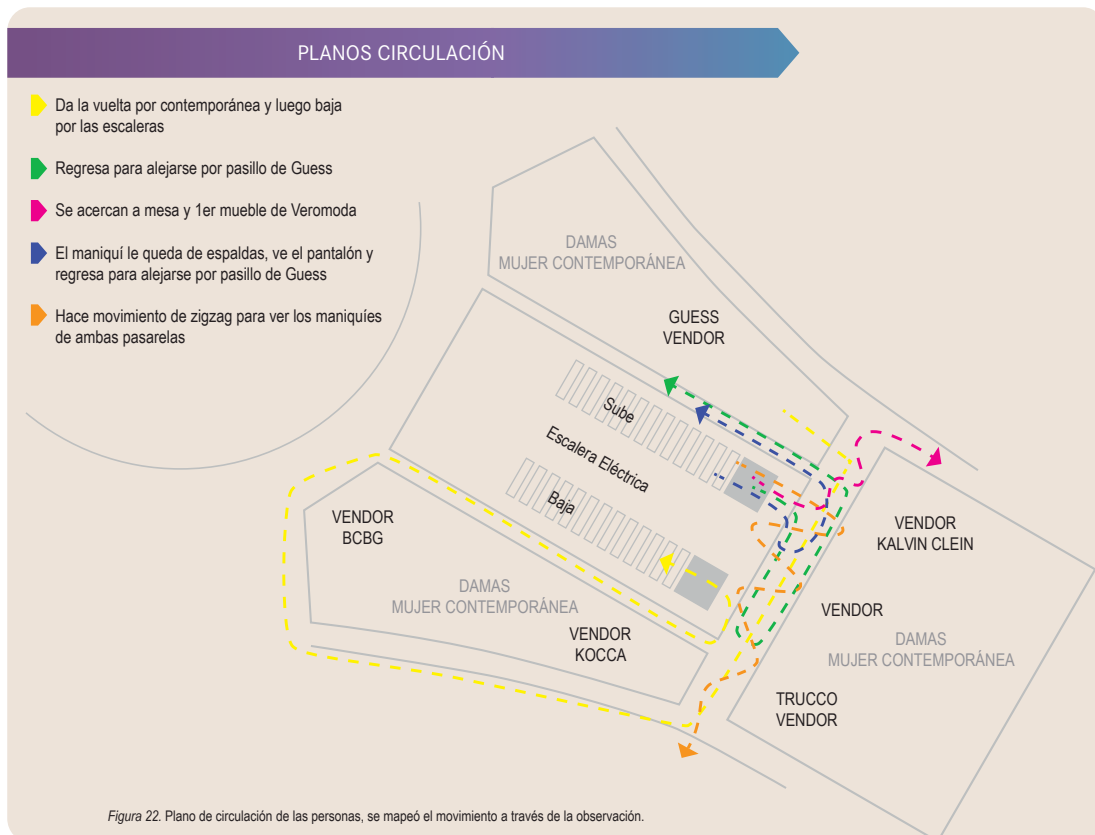 PLANOS CIRCULACIÓN
Da la vuelta por contemporánea y luego baja
por las escaleras
Regresa para alejarse por pasillo de Guess
Se acercan a mesa y 1er mueble de Veromoda
El maniquí le queda de espaldas, ve el pantalón y
regresa para alejarse por pasillo de Guess
Hace movimiento de zigzag para ver los maniquíes
de ambas pasarelas
DAMAS
MUJER CONTEMPORÁNEA
GUESS
VENDOR
Sube
Escalera Eléctrica
Baja
VENDOR
BCBG
DAMAS
MUJER CONTEMPORÁNEA
VENDOR
KOCCA
VENDOR
KALVIN CLEIN
VENDOR
DAMAS
MUJER CONTEMPORÁNEA
TRUCCO
VENDOR
Figura 22. Plano de circulación de las personas, se mapeó el movimiento a través de la observación.